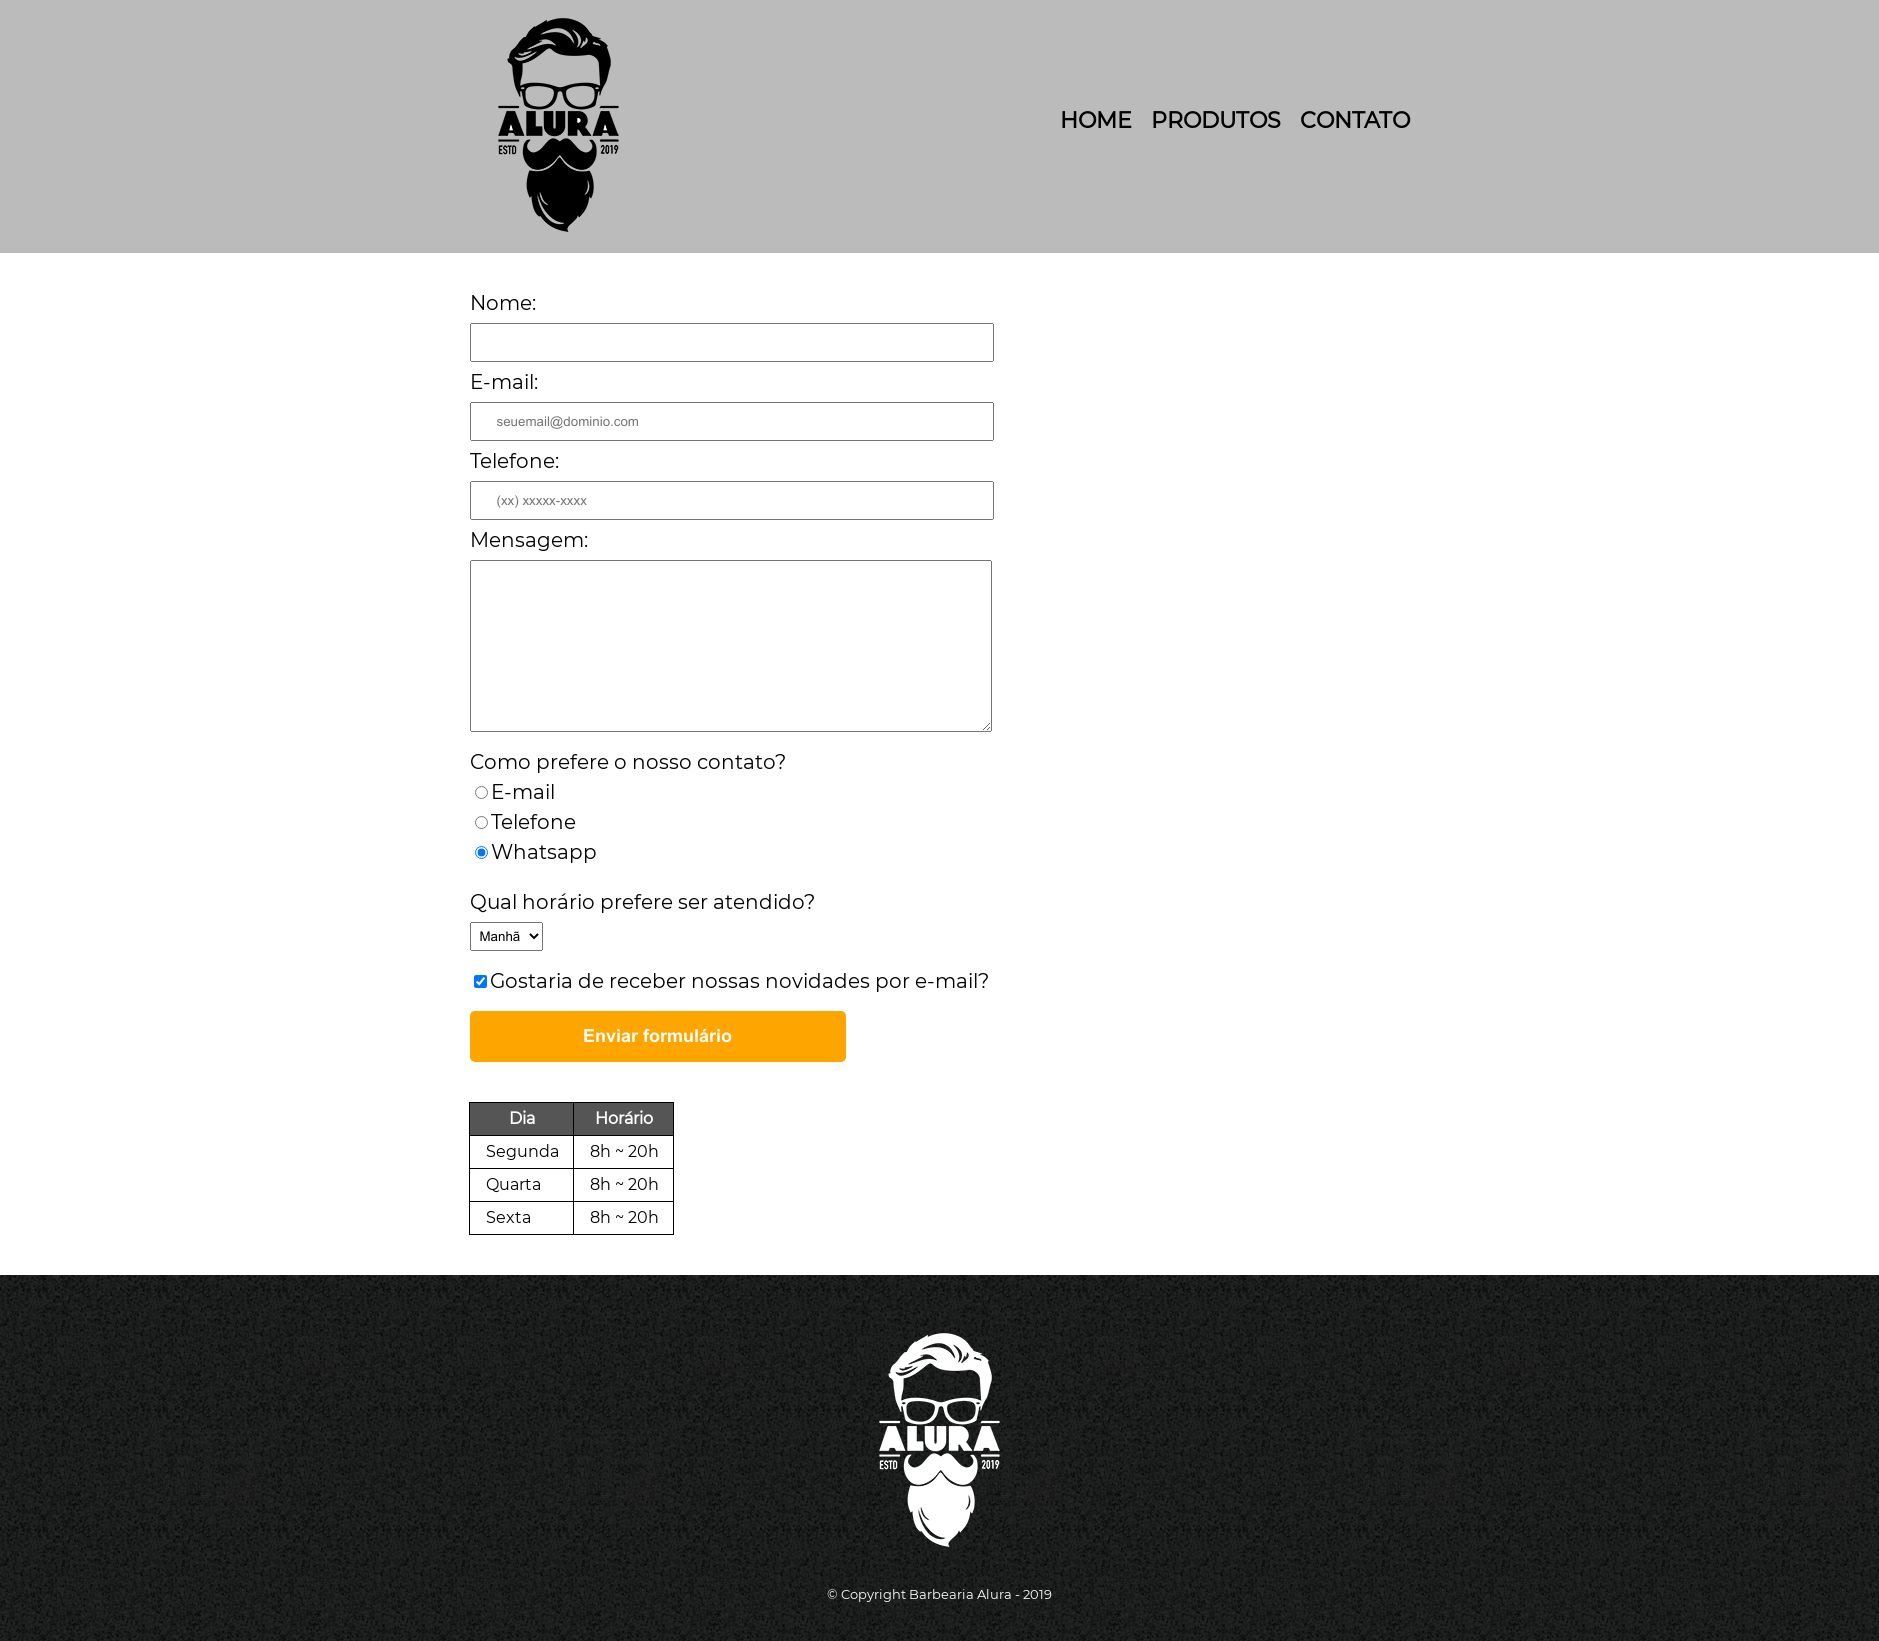 ALURA
ESTD 2019
HOME PRODUTOS CONTATO
Nome:
E-mail:
seuemail@dominio.com
Telefone:
(xx) xxxxx-xxxx
Mensagem:
Como prefere o nosso contato?
E-mail
Telefone
Whatsapp
Qual horário prefere ser atendido?
Manhã
Gostaria de receber nossas novidades por e-mail?
Enviar formulário
Dia Horário
Segunda 8h ~ 20h
Quarta 8h ~ 20h
Sexta 8h ~ 20h
ALURA
ESTD 2019
© Copyright Barbearia Alura - 2019